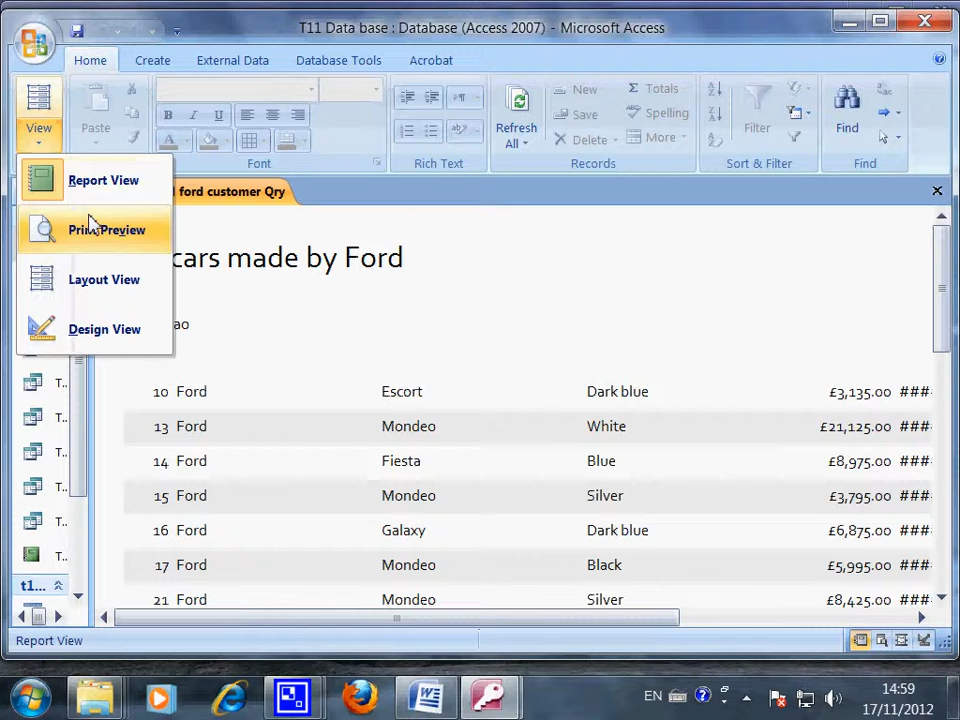 T11 Data base : Database (Access 2007) - Microsoft Access
Home Create External Data Database Tools Acrobat
View
Paste
B I U
A
Font
Rich Text
Refresh
All
New Totals
Save Spelling
Delete More
Records
Filter
Sort & Filter
Find
Find
Report View
Print Preview
Layout View
Design View
ford customer Qry
cars made by Ford
ao
10 Ford Escort Dark blue £3,135.00 ###
13 Ford Mondeo White £21,125.00 ###
14 Ford Fiesta Blue £8,975.00 ###
15 Ford Mondeo Silver £3,795.00 ###
16 Ford Galaxy Dark blue £6,875.00 ###
17 Ford Mondeo Black £5,995.00 ###
21 Ford Mondeo Silver £8,425.00 ###
T..
T..
T..
T..
T..
T..
t1...
Report View
EN
14:59
17/11/2012